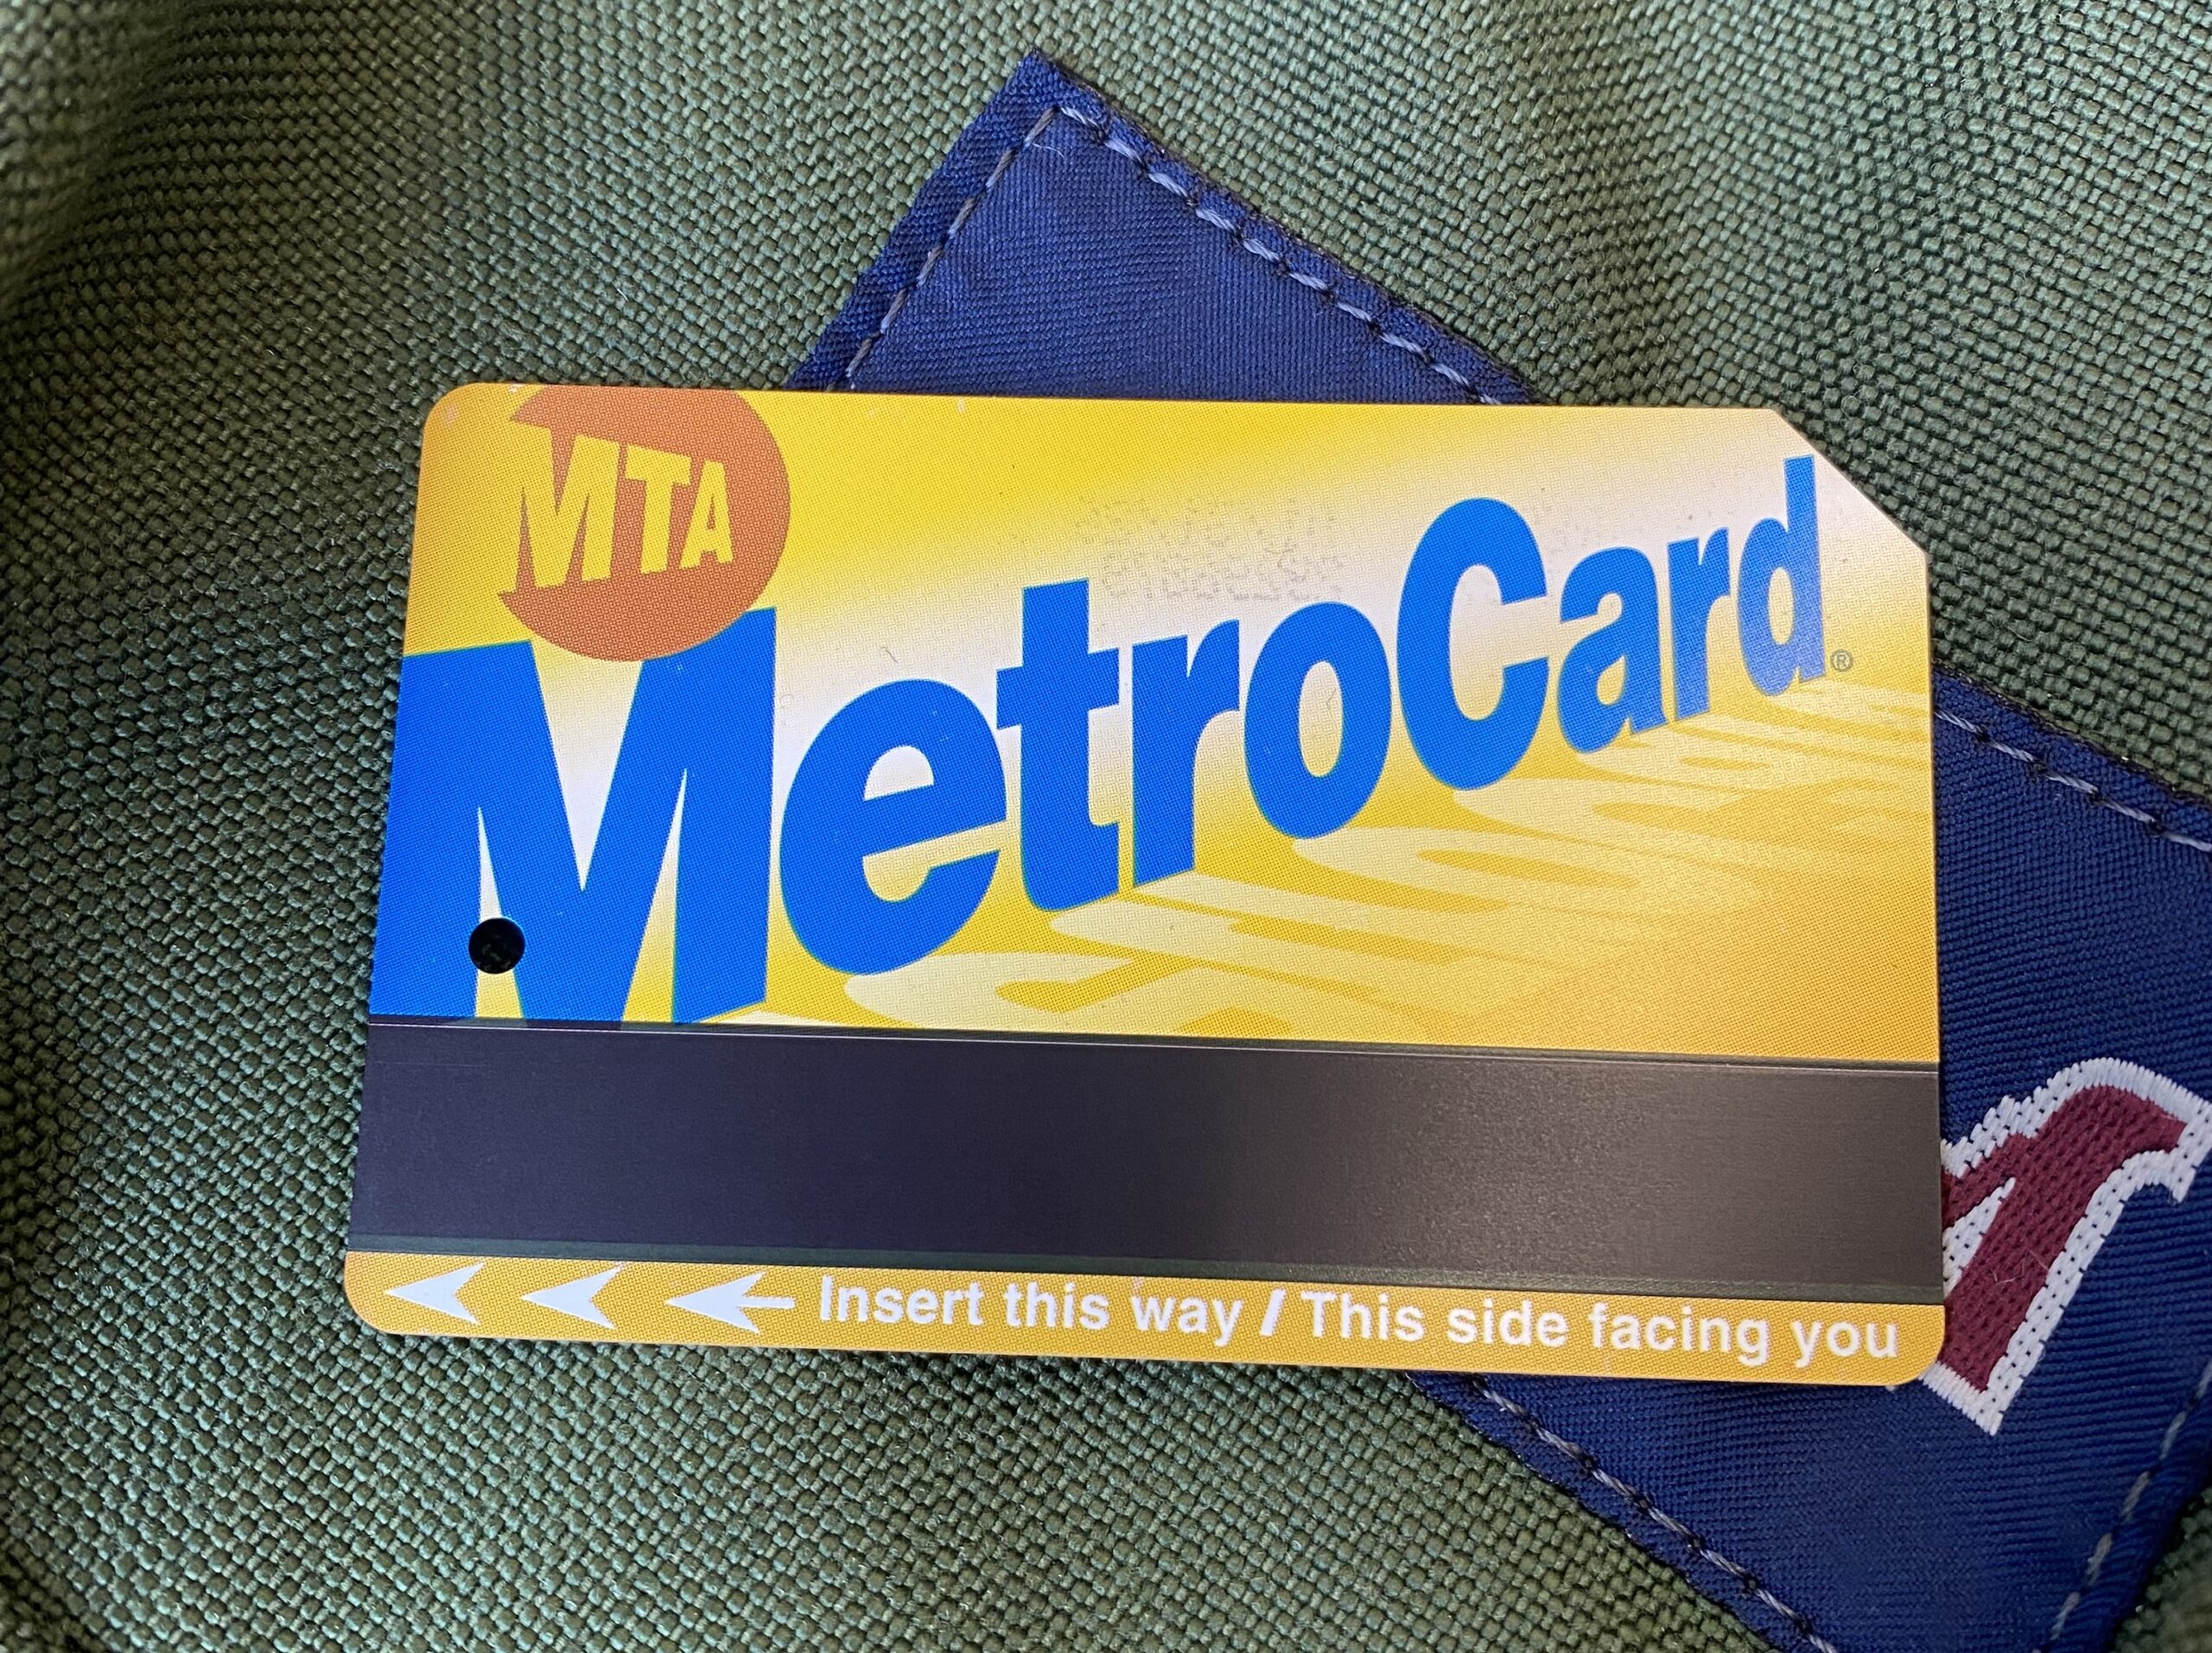 MTA
MetroCard®
Insert this way / This side facing you